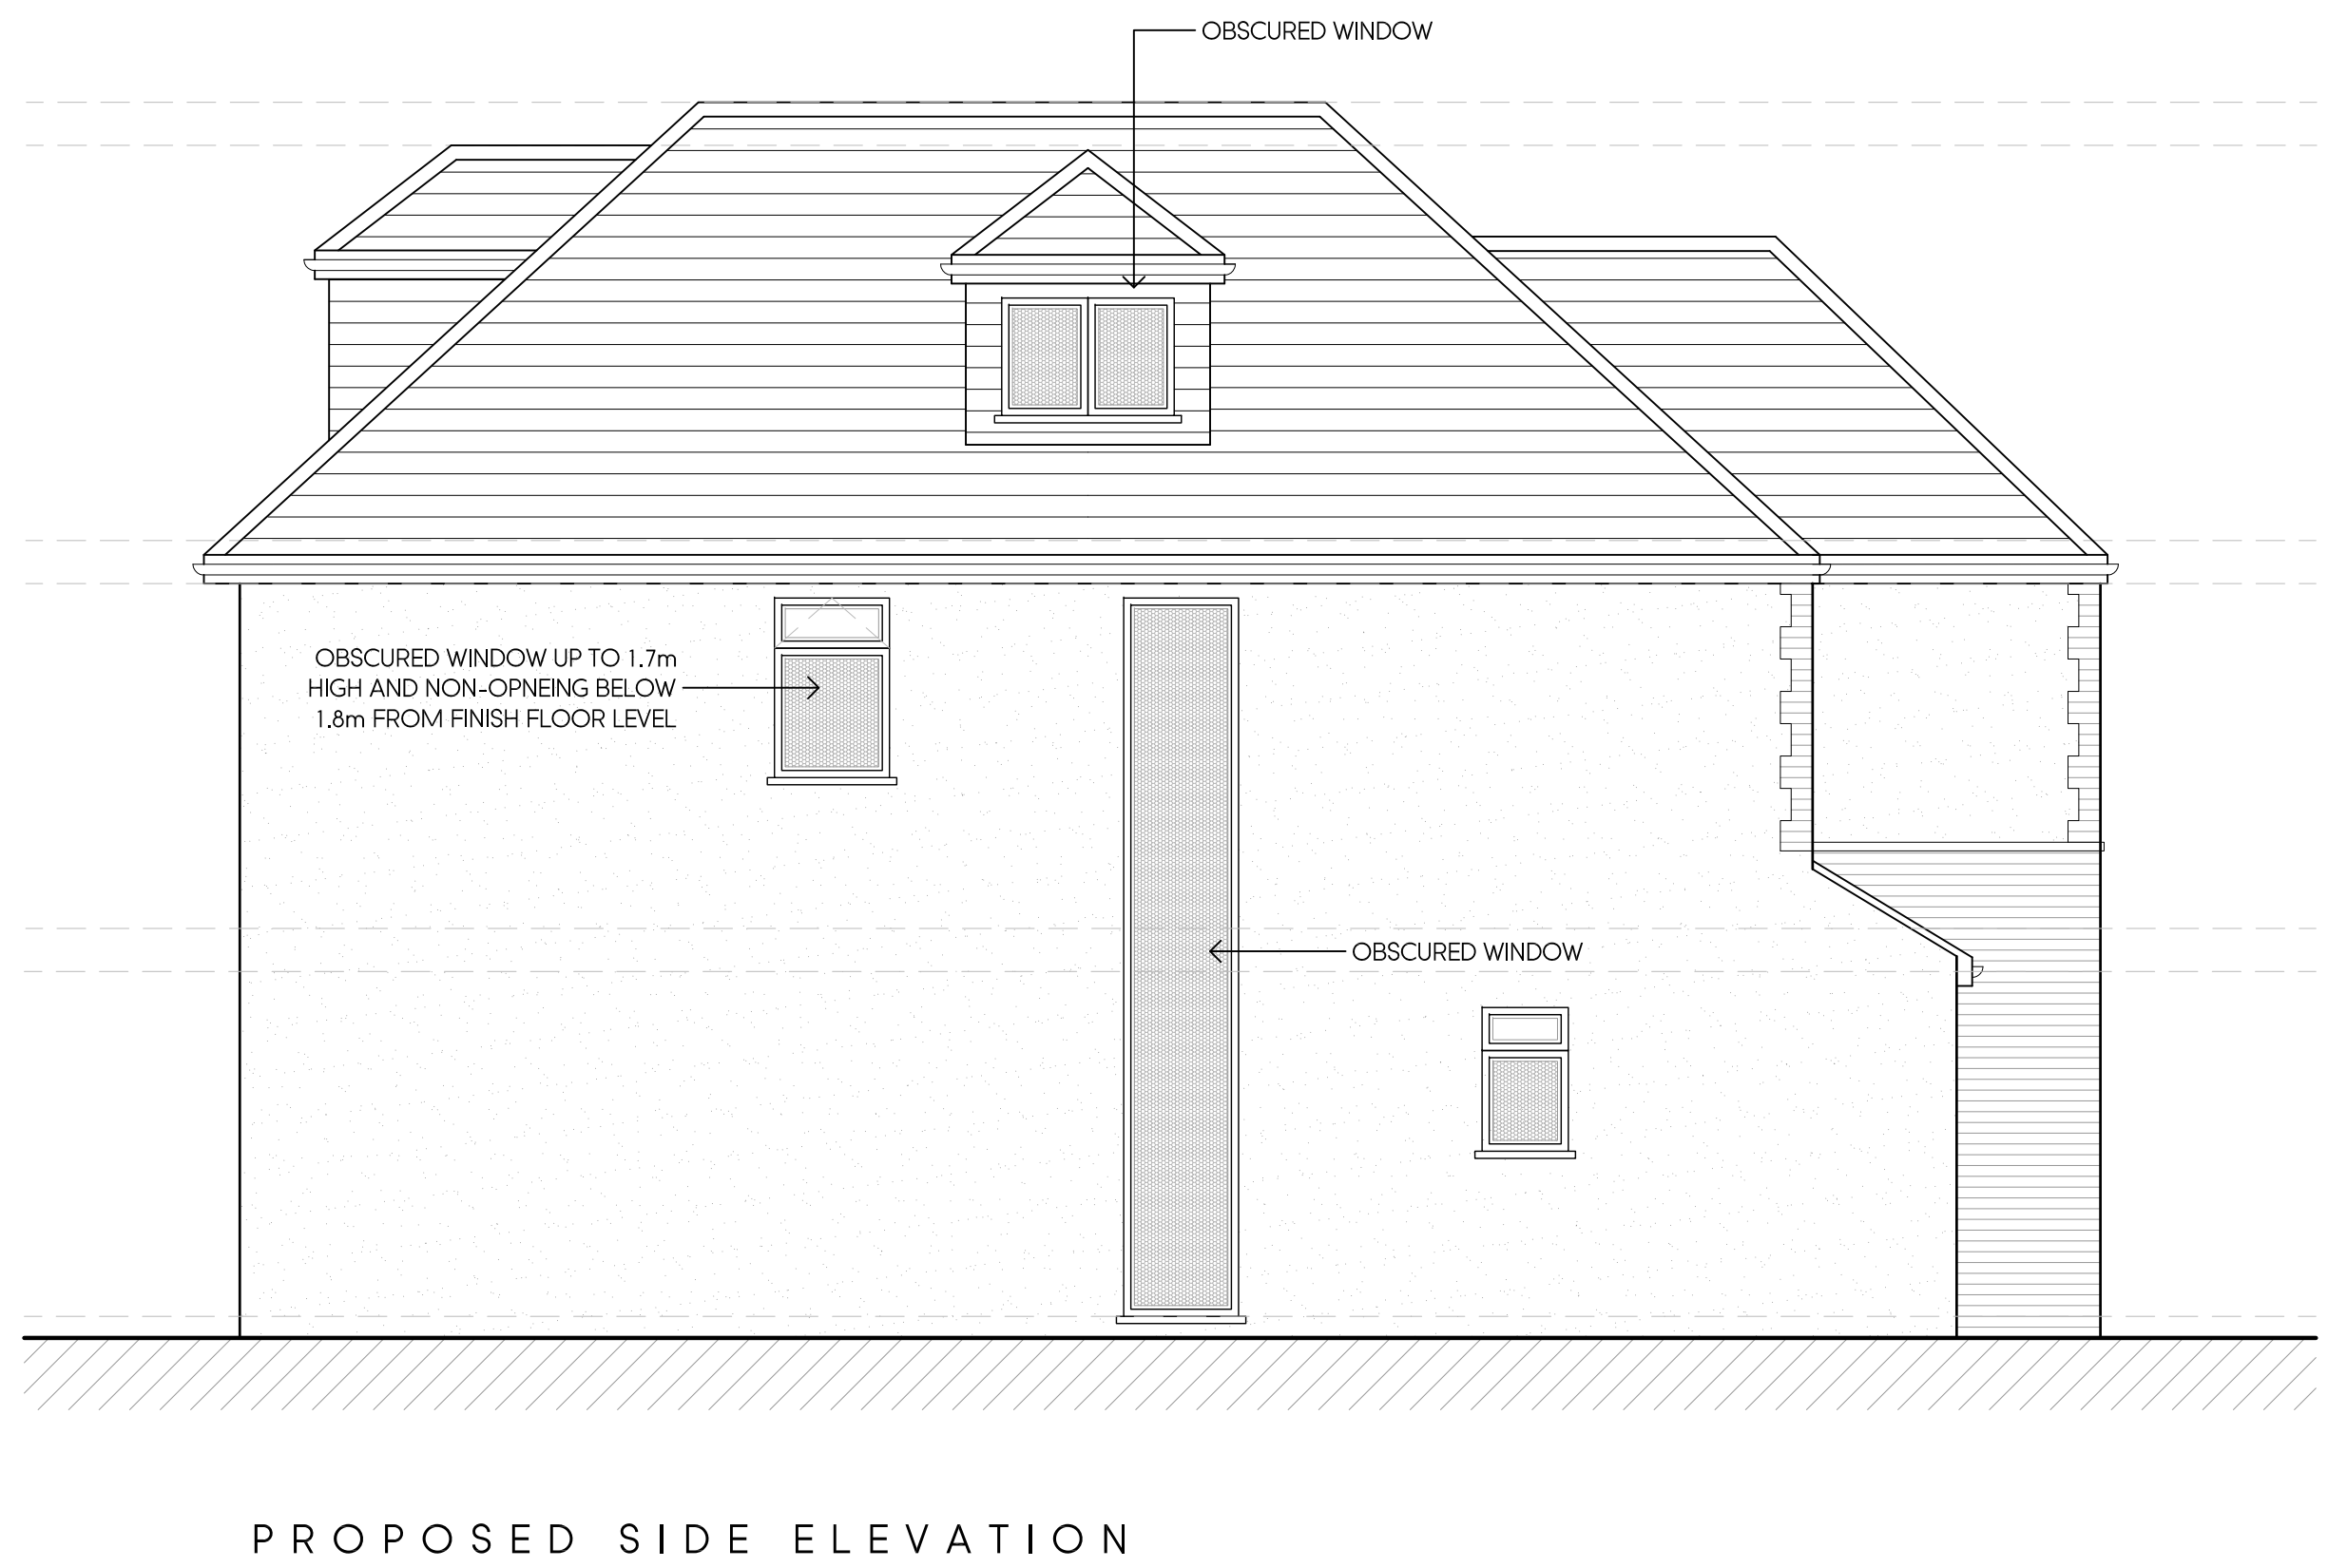 OBSCURED WINDOW
OBSCURED WINDOW UP TO 1.7m
HIGH AND NON-OPNEING BELOW
1.8m FROM FINISH FLOOR LEVEL
OBSCURED WINDOW
PROPOSED SIDE ELEVATION